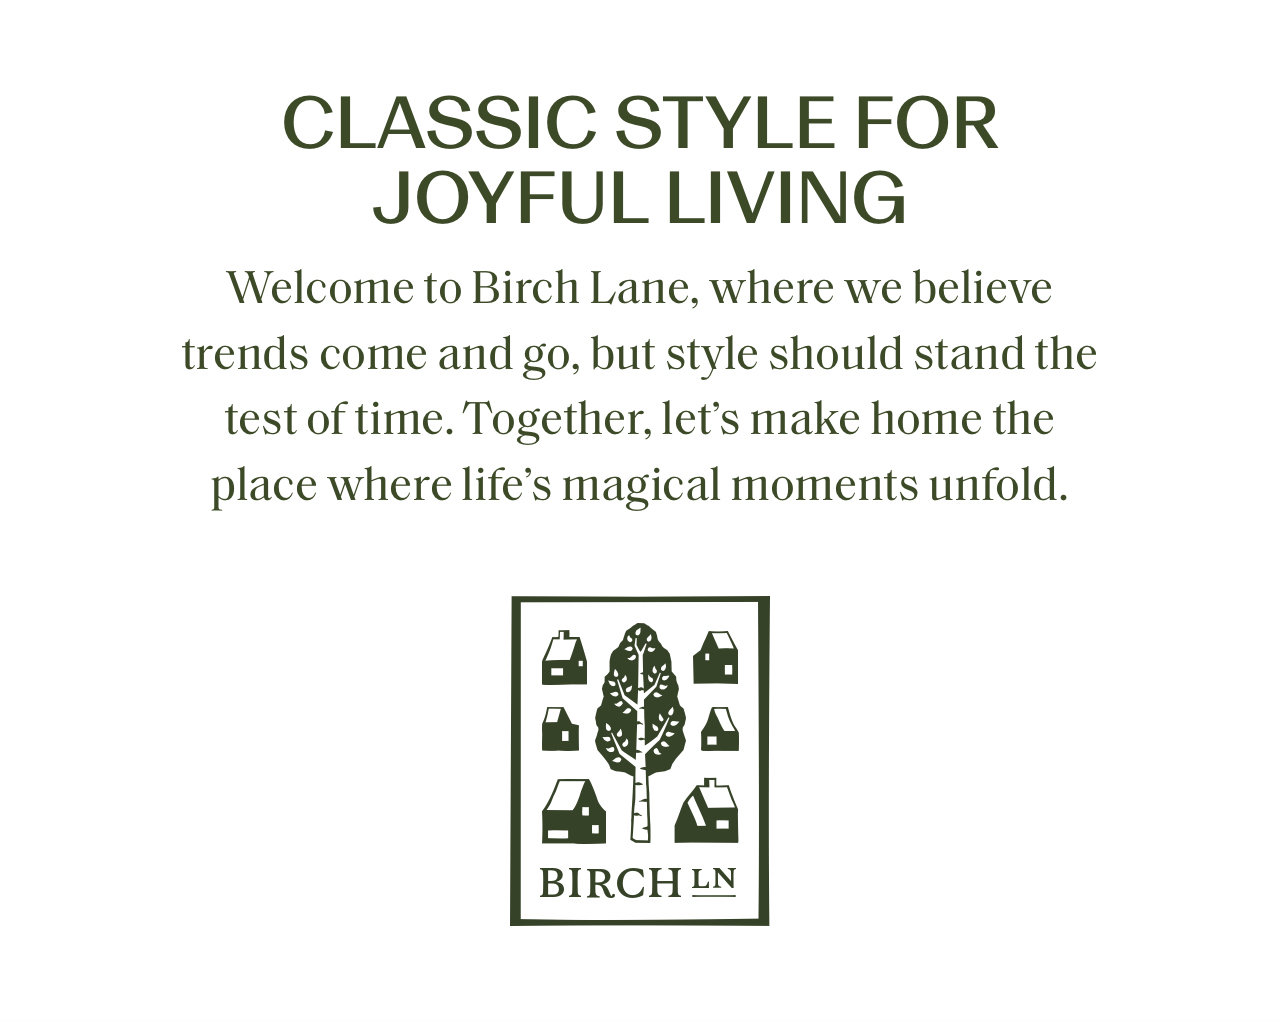 CLASSIC STYLE FOR
JOYFUL LIVING
Welcome to Birch Lane, where we believe
trends come and go, but style should stand the
test of time. Together, let’s make home the
place where life’s magical moments unfold.
BIRCH LN